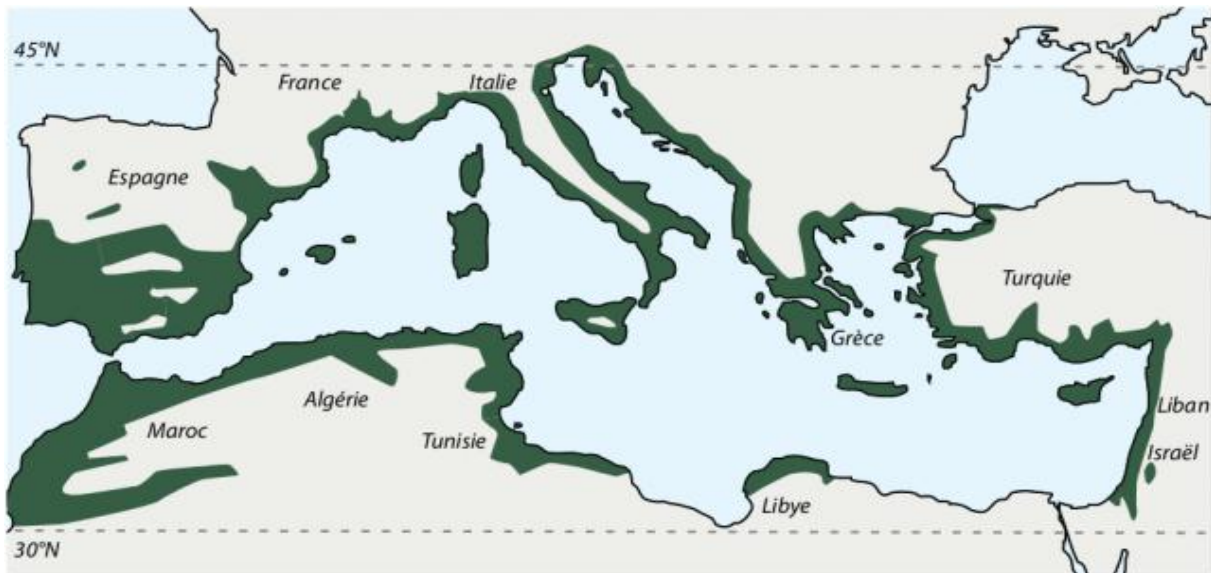 45°N
France
Italie
Espagne
Turquie
Grèce
Algérie
Liban
Maroc
Tunisie
Israël
Libye
30°N